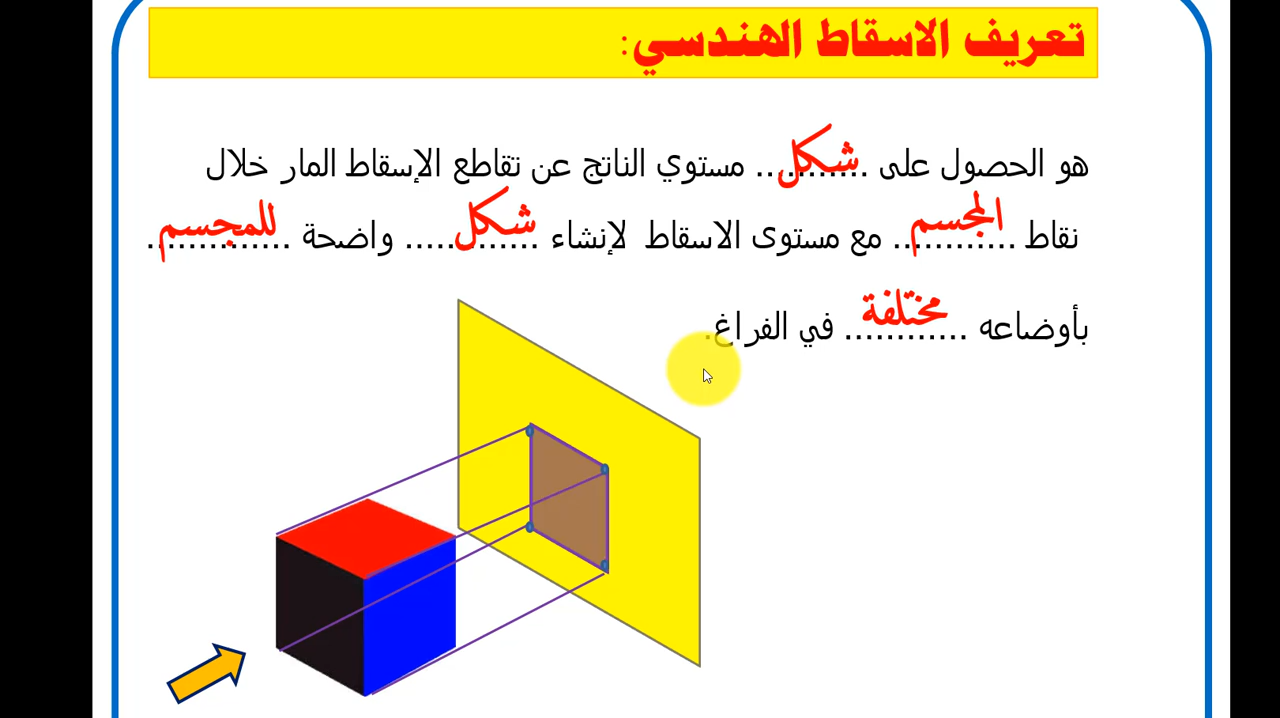 تعريف الاسقاط الهندسي:
هو الحصول على ...شكل... مستوي الناتج عن تقاطع الإسقاط المار خلال
نقاط ...المجسم... مع مستوى الاسقاط لإنشاء ...شكل... واضحة ...للمجسم...
بأوضاعه ...مختلفة... في الفراغ.